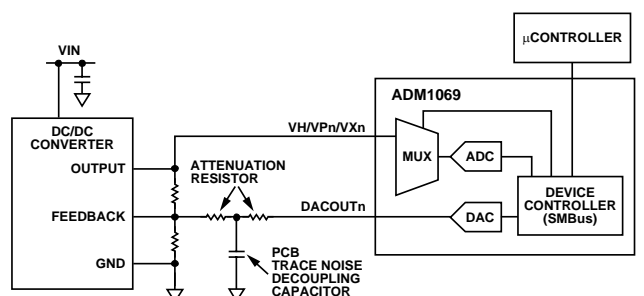 µCONTROLLER
VIN
ADM1069
DC/DC
CONVERTER
VH/VPn/VXn
MUX
ADC
OUTPUT
ATTENUATION
RESISTOR
DEVICE
CONTROLLER
(SMBus)
FEEDBACK
DACOUTn
DAC
PCB
TRACE NOISE
DECOUPLING
CAPACITOR
GND